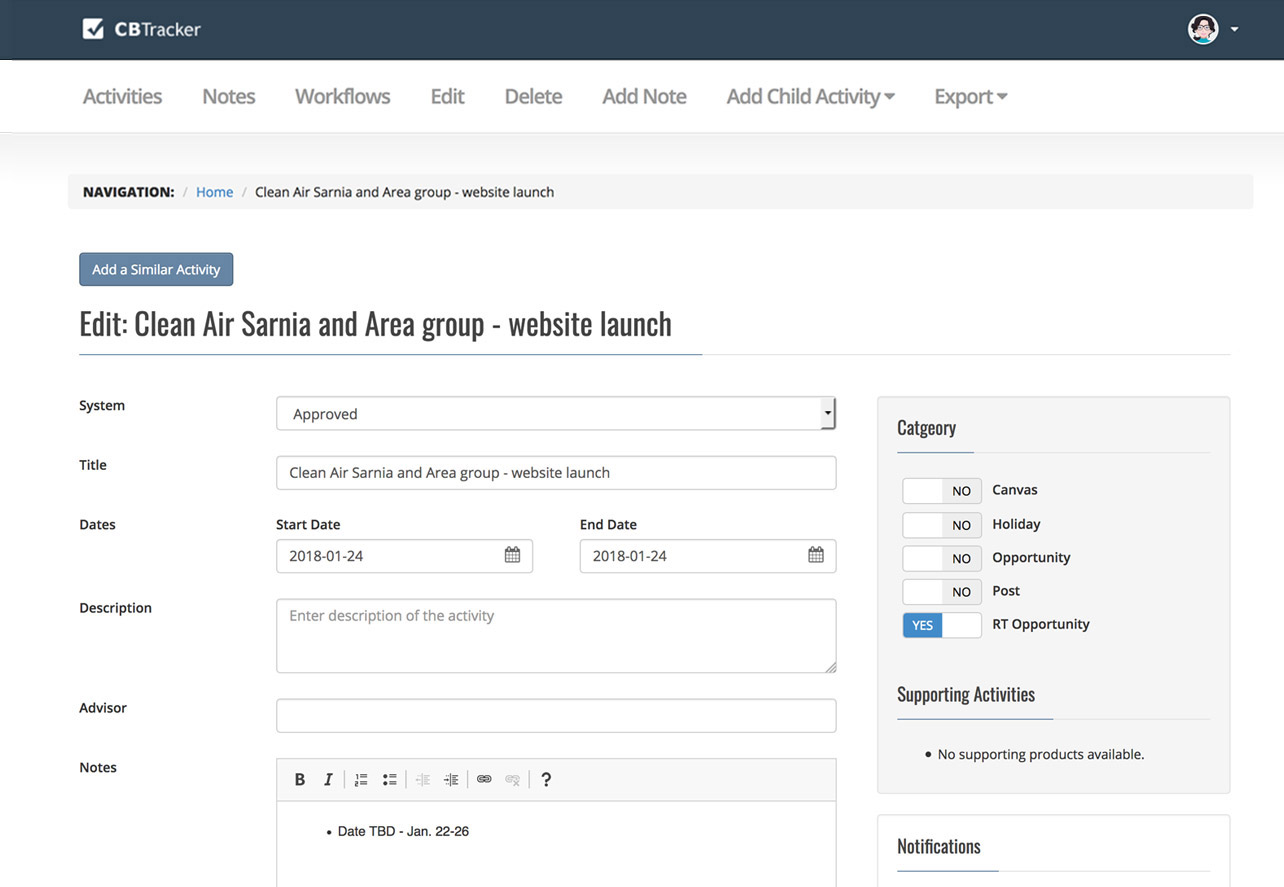 CBTracker
Activities Notes Workflows Edit Delete Add Note Add Child Activity Export
NAVIGATION: / Home / Clean Air Sarnia and Area group - website launch
Add a Similar Activity
Edit: Clean Air Sarnia and Area group - website launch
System
Approved
Title
Clean Air Sarnia and Area group - website launch
Dates
Start Date
End Date
2018-01-24
2018-01-24
Description
Enter description of the activity
Advisor
Notes
B I ?
• Date TBD - Jan. 22-26
Catgeory
NO Canvas
NO Holiday
NO Opportunity
NO Post
YES RT Opportunity
Supporting Activities
• No supporting products available.
Notifications